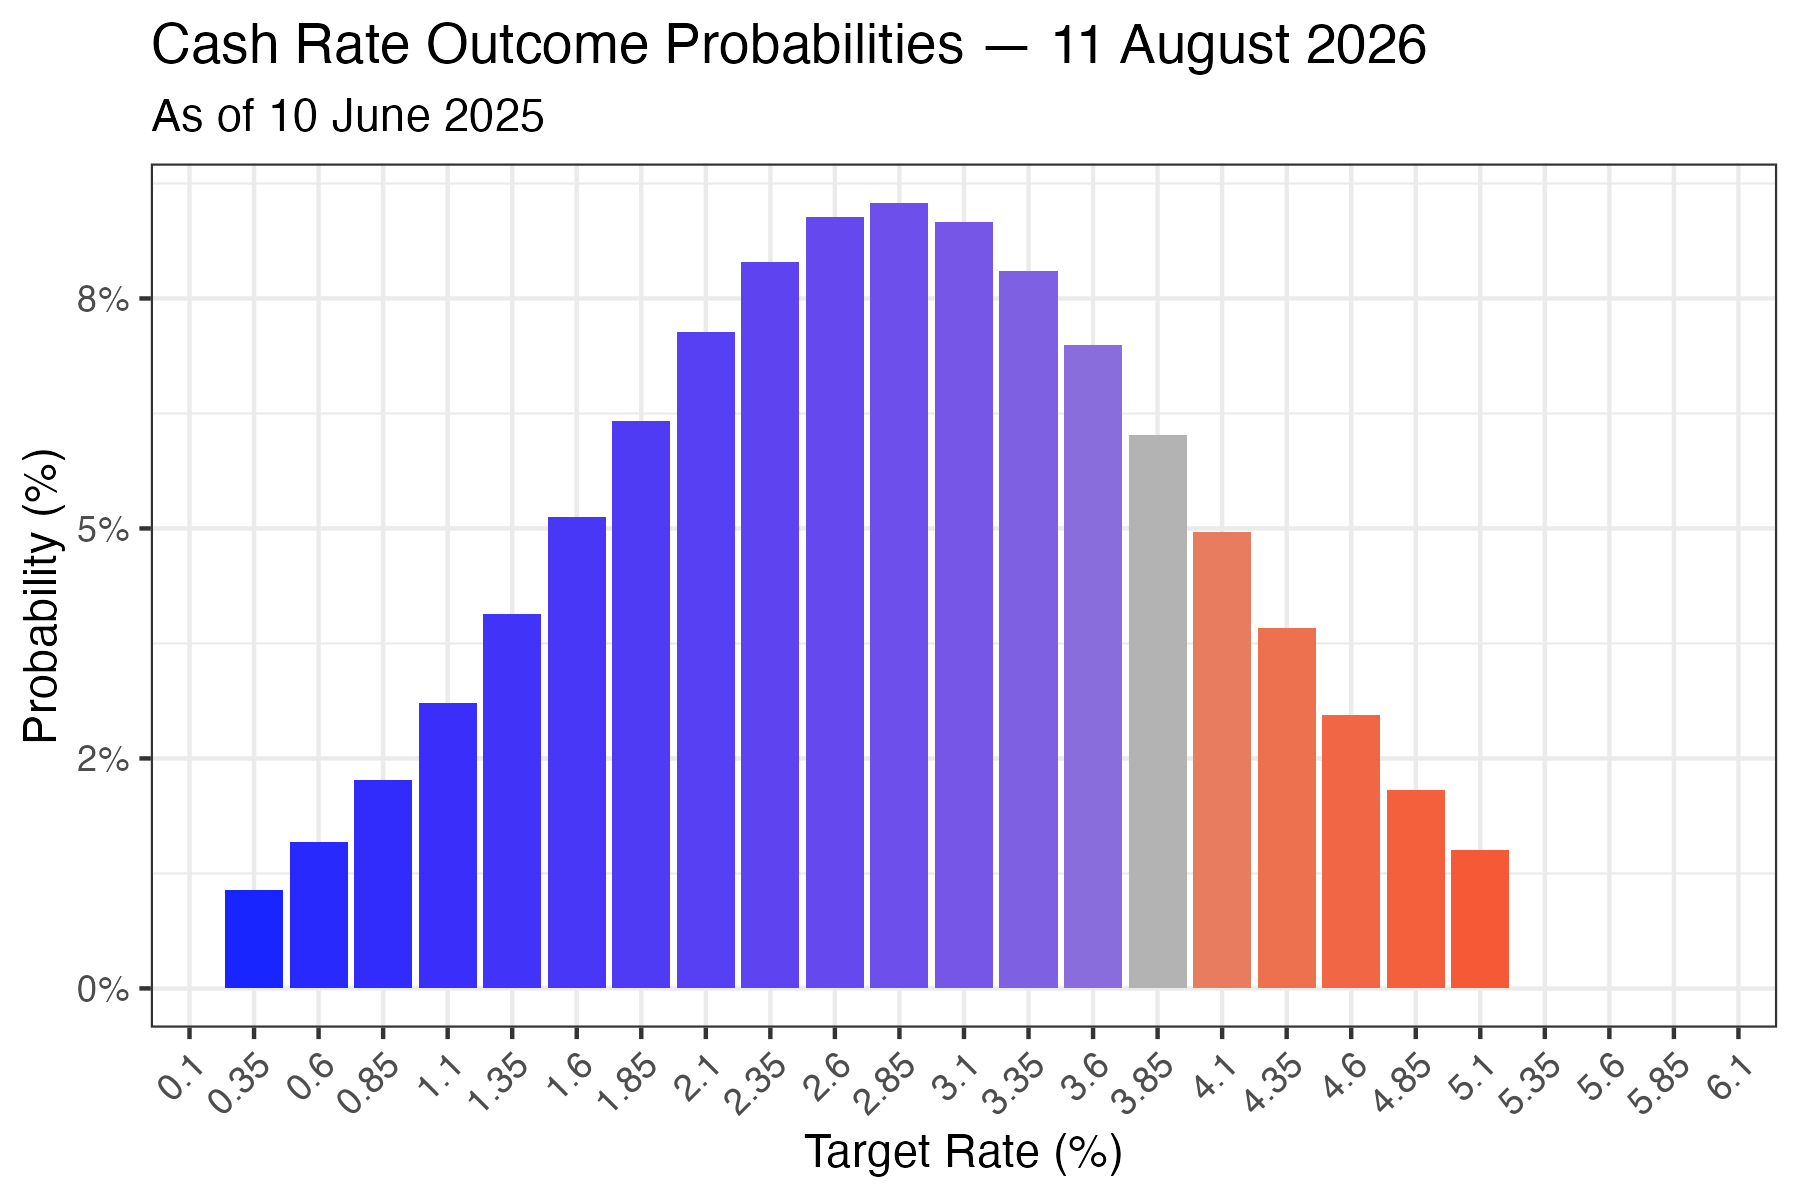 Cash Rate Outcome Probabilities — 11 August 2026
As of 10 June 2025
Probability (%)
8%
5%
2%
0%
0.1 0.35 0.6 0.85 1.1 1.35 1.6 1.85 2.1 2.35 2.6 2.85 3.1 3.35 3.6 3.85 4.1 4.35 4.6 4.85 5.1 5.35 5.6 5.85 6.1
Target Rate (%)